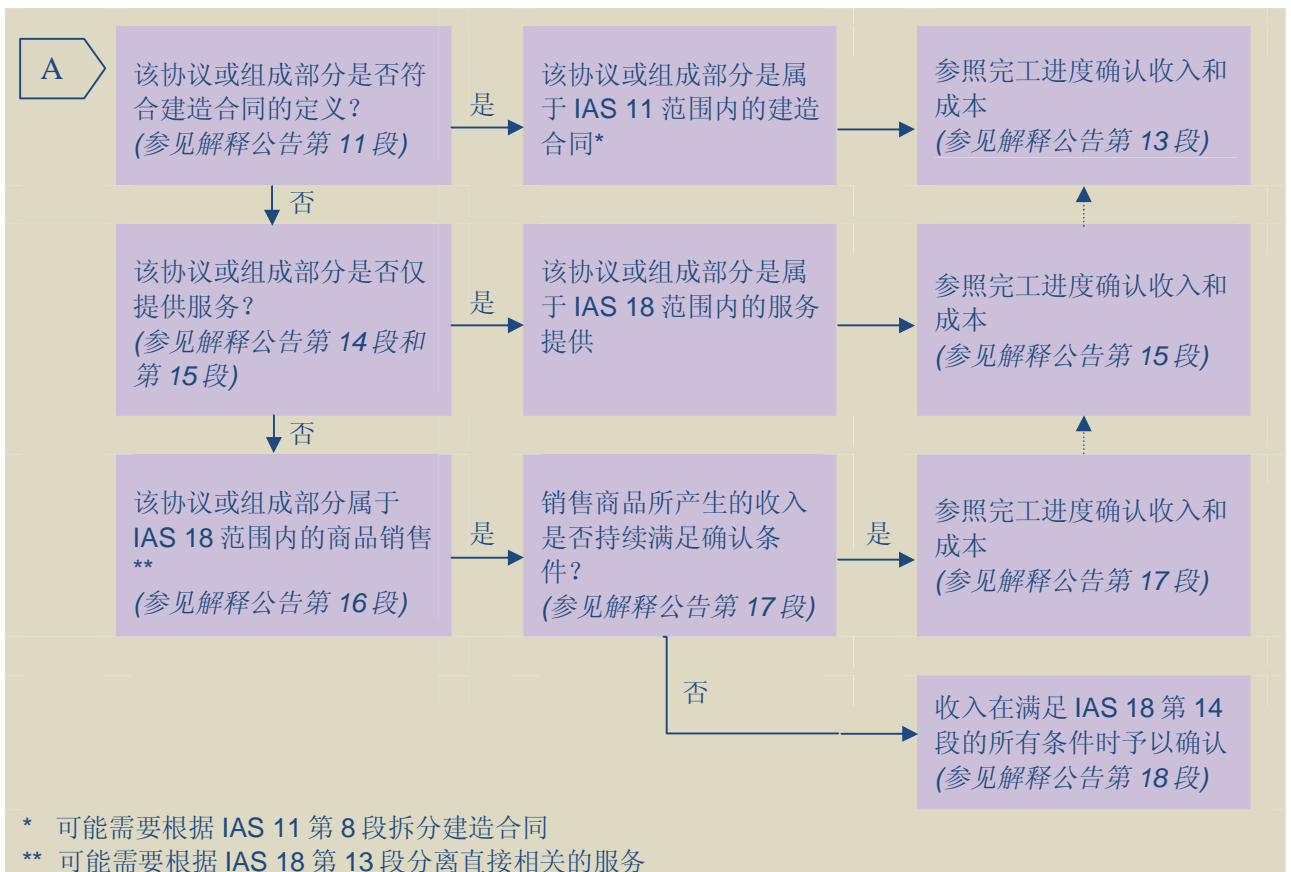 A
该协议或组成部分是否符
合建造合同的定义？
(参见解释公告第 11 段)
是
该协议或组成部分是属
于 IAS 11 范围内的建造
合同*
参照完工进度确认收入和
成本
(参见解释公告第 13 段)
否
该协议或组成部分是否仅
提供服务？
(参见解释公告第 14 段和
第 15 段)
是
该协议或组成部分是属
于 IAS 18 范围内的服务
提供
参照完工进度确认收入和
成本
(参见解释公告第 15 段)
否
该协议或组成部分属于
IAS 18 范围内的商品销售
**
(参见解释公告第 16 段)
是
销售商品所产生的收入
是否持续满足确认条
件？
(参见解释公告第 17 段)
是
参照完工进度确认收入和
成本
(参见解释公告第 17 段)
否
收入在满足 IAS 18 第 14
段的所有条件时予以确认
(参见解释公告第 18 段)
* 可能需要根据 IAS 11 第 8 段拆分建造合同
** 可能需要根据 IAS 18 第 13 段分离直接相关的服务